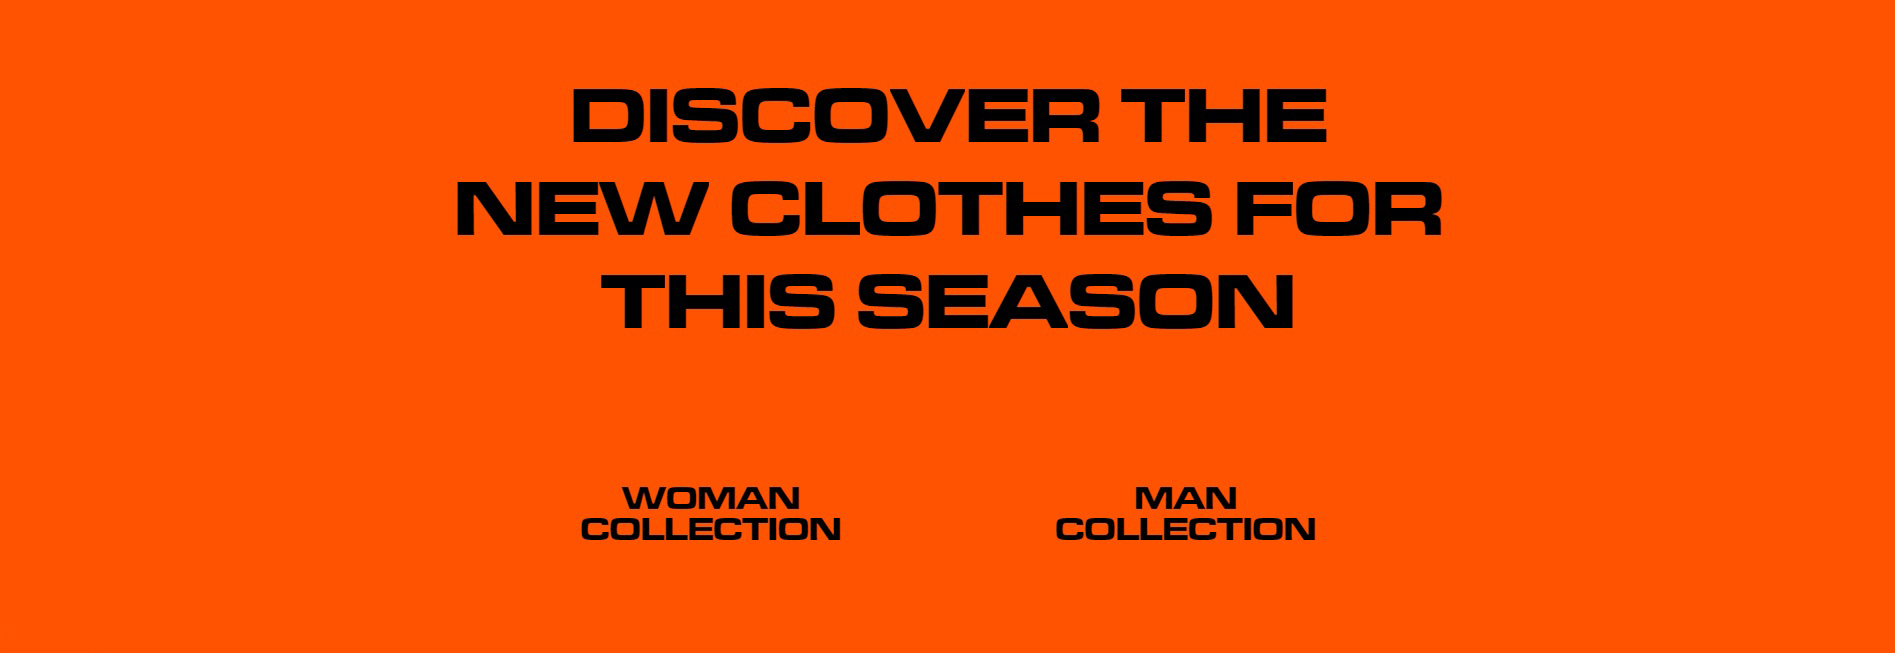 DISCOVER THE
NEW CLOTHES FOR
THIS SEASON
WOMAN
COLLECTION
MAN
COLLECTION